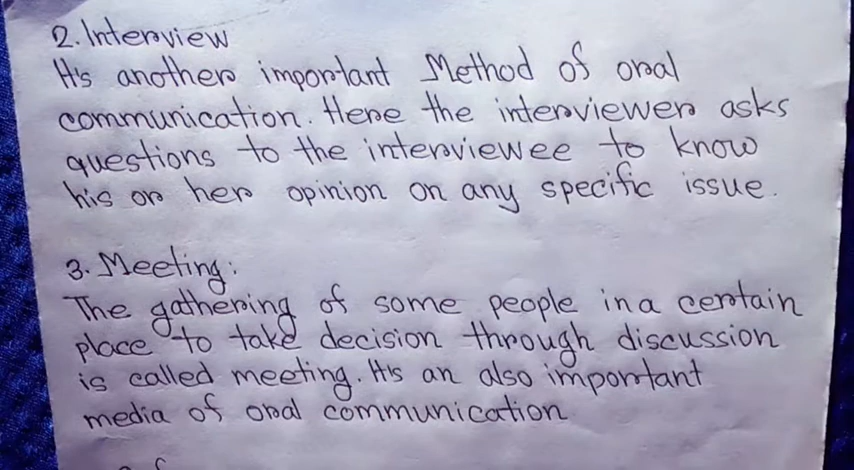 2. Interview
It's another important Method of oral
communication. Here the interviewer asks
questions to the interviewee to know
his or her opinion on any specific issue.
3. Meeting:
The gathering of some people in a certain
place to take decision through discussion
is called meeting. It's an also important
media of oral communication